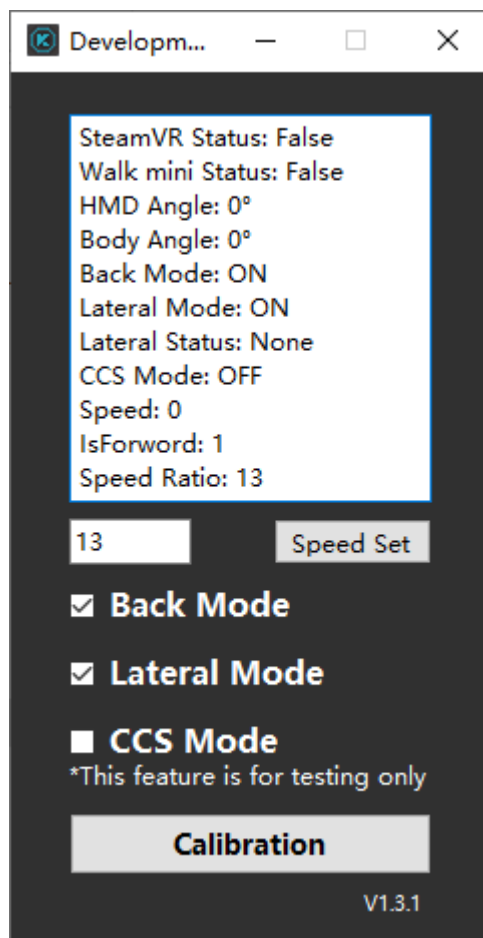 Developm...
SteamVR Status: False
Walk mini Status: False
HMD Angle: 0°
Body Angle: 0°
Back Mode: ON
Lateral Mode: ON
Lateral Status: None
CCS Mode: OFF
Speed: 0
IsForword: 1
Speed Ratio: 13
13 Speed Set
Back Mode
Lateral Mode
CCS Mode
*This feature is for testing only
Calibration
V1.3.1